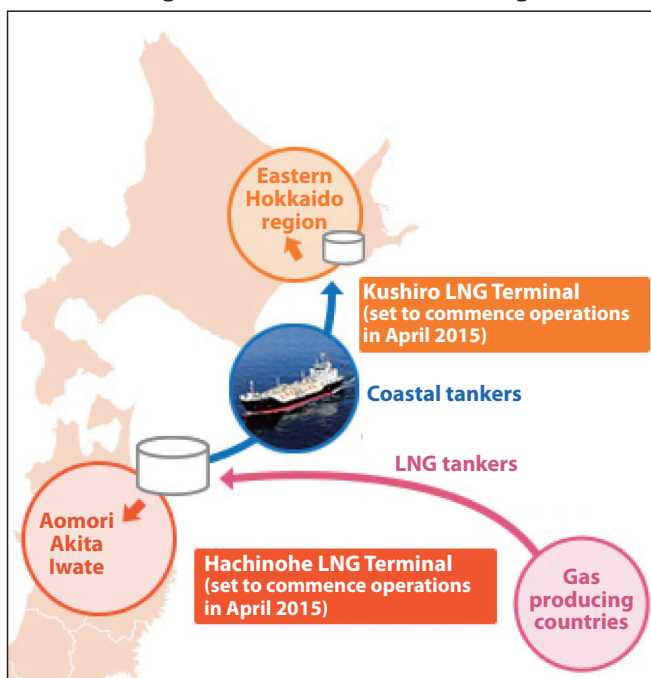 Eastern
Hokkaido
region
Kushiro LNG Terminal
(set to commence operations
in April 2015)
Coastal tankers
LNG tankers
Aomori
Akita
Iwate
Hachinohe LNG Terminal
(set to commence operations
in April 2015)
Gas
producing
countries